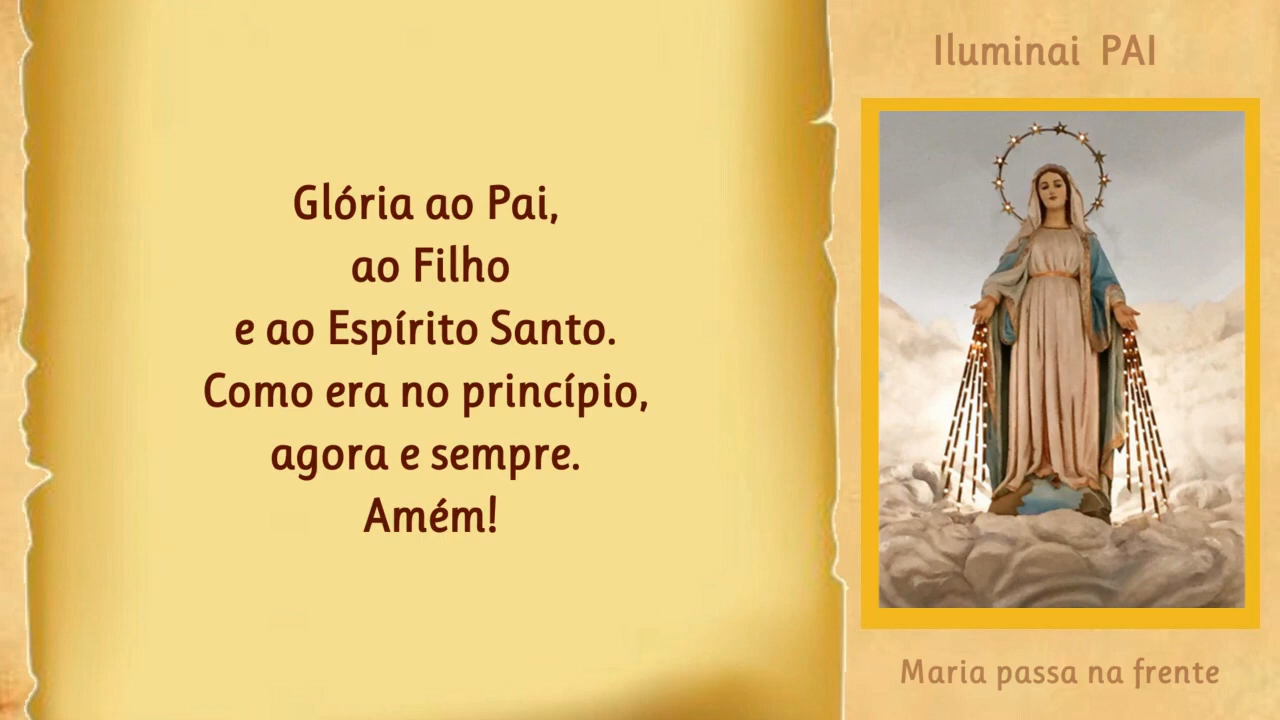 Glória ao Pai,
ao Filho
e ao Espírito Santo.
Como era no princípio,
agora e sempre.
Amém!
Iluminai PAI
Maria passa na frente